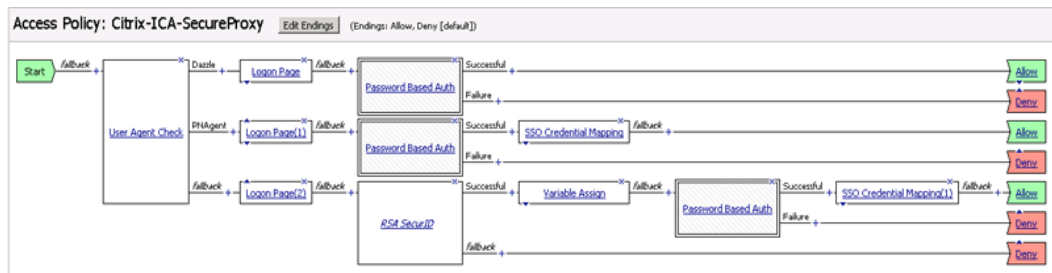 Access Policy: Citrix-ICA-SecureProxy Edit Endings (Endings: Allow, Deny [default])
Start fallback + Dazzle + Logon Page fallback + Successful + Allow
Password Based Auth
Failure + Deny
User Agent Check PNAgent + Logon Page(1) fallback + Successful + SSO Credential Mapping fallback + Allow
Password Based Auth
Failure + Deny
fallback + Logon Page(2) fallback + Successful + Variable Assign fallback + Successful + SSO Credential Mapping(1) fallback + Allow
Password Based Auth
RSA SecurID Failure + Deny
fallback + Deny